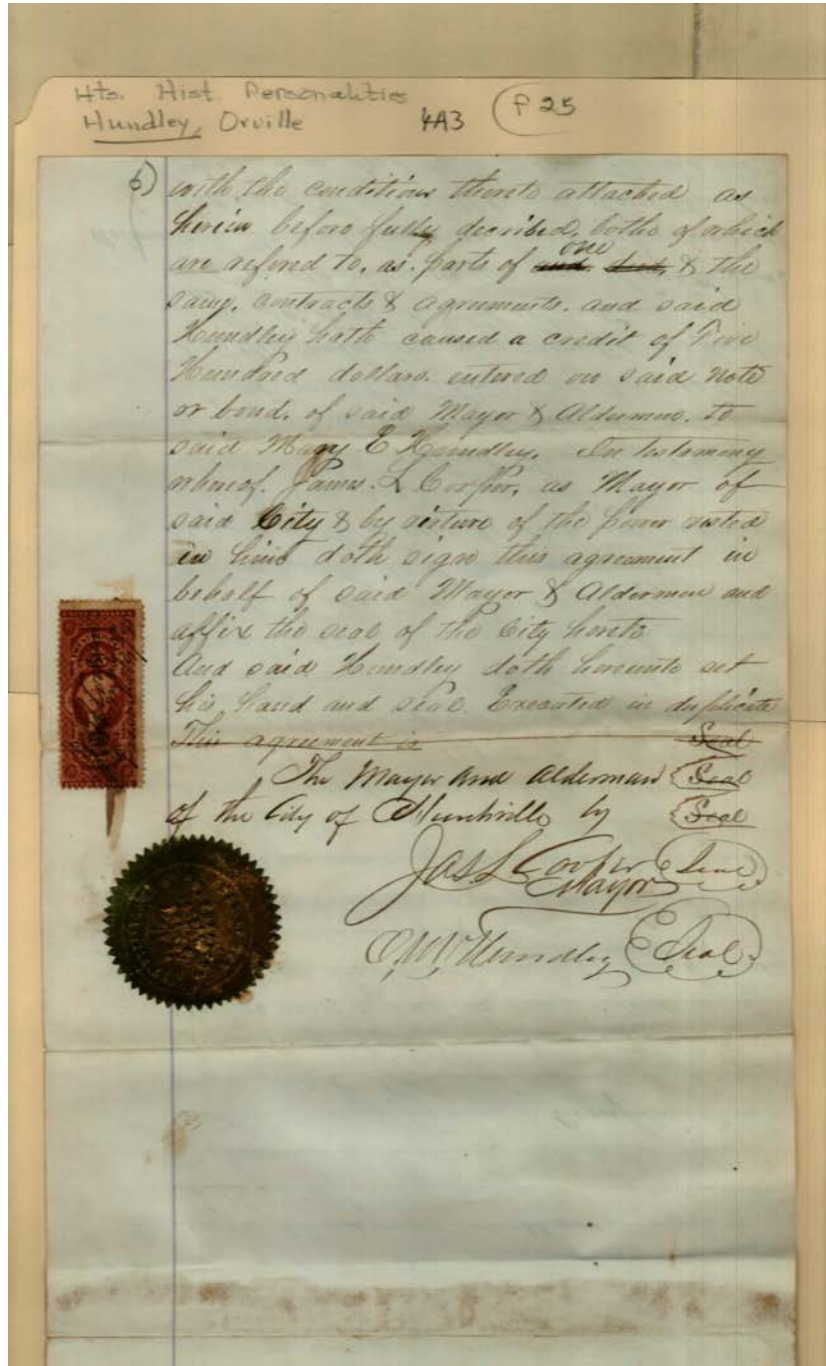 Hts. Hist. Personalities
Hundley, Orville 4A3 P 25
6) with the conditions thereto attached as
herein before fully decribed, boths of which
are refered to, as parts of and deed, one & the
same, contracts & agreements. and said
Hundley hath caused a credit of Five
Hundred dollars. entered on said Note
or bond, of said Mayor & Aldermen. to
said Mary E Hundley. In testamony
whereof. James. L Cooper, as Mayor of
said City & by virture of the power vested
in him doth sign this agreement in
behalf of said Mayor & Aldermen and
affix the seal of the City hereto
And said Hundley doth hereunto set
his hand and seal. Executed in duplicate
This agreement is Seal
The Mayor and Alderman Seal
of the City of Huntsville by Seal
Jas L Cooper Seal
Mayor
O. M. Hundley Seal